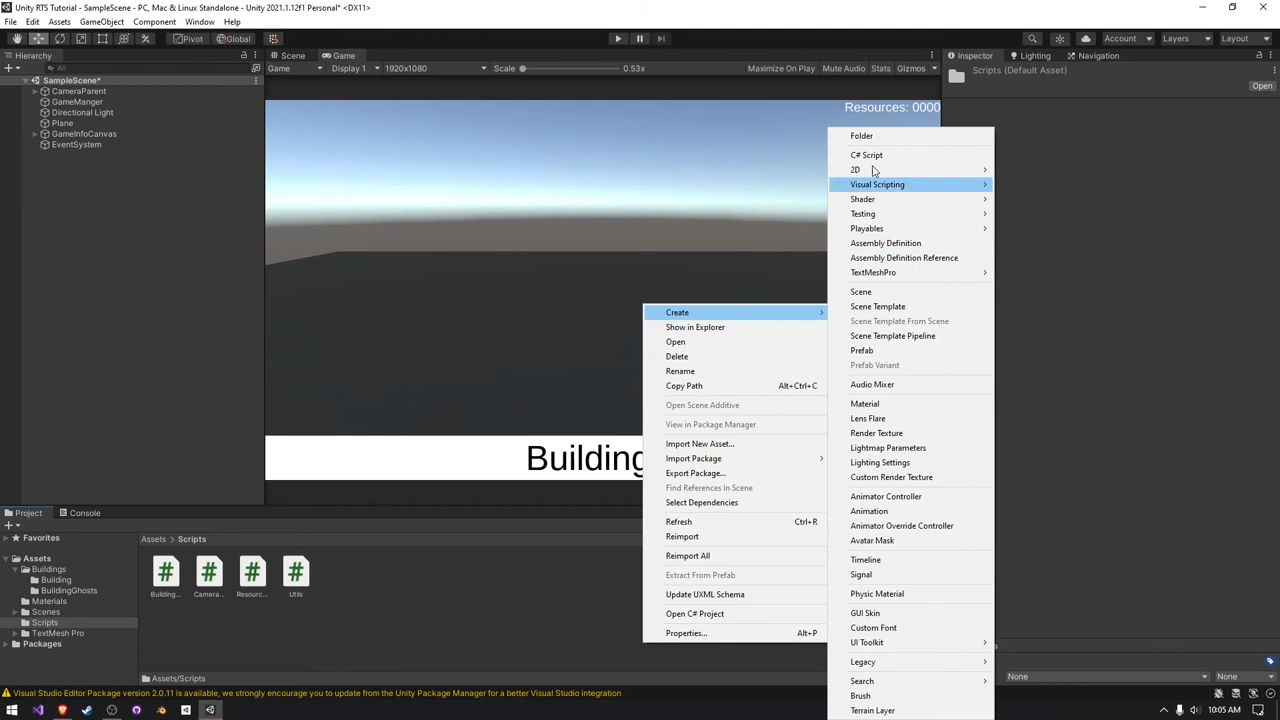 Unity RTS Tutorial - SampleScene - PC, Mac & Linux Standalone - Unity 2021.1.12f1 Personal* <DX11>
File Edit Assets GameObject Component Window Help
Pivot Global Account Layers Layout
Hierarchy Scene Game Inspector Lighting Navigation
All Game Display 1 1920x1080 Scale 0.53x Maximize On Play Mute Audio Stats Gizmos Scripts (Default Asset)
Open
SampleScene*
CameraParent
GameManger
Directional Light
Plane
GameInfoCanvas
EventSystem
Resources: 0000
Building
Create
Show in Explorer
Open
Delete
Rename
Copy Path Alt+Ctrl+C
Open Scene Additive
View in Package Manager
Import New Asset...
Import Package
Export Package...
Find References In Scene
Select Dependencies
Refresh Ctrl+R
Reimport
Reimport All
Extract From Prefab
Update UXML Schema
Open C# Project
Properties... Alt+P
Folder
C# Script
2D
Visual Scripting
Shader
Testing
Playables
Assembly Definition
Assembly Definition Reference
TextMeshPro
Scene
Scene Template
Scene Template From Scene
Scene Template Pipeline
Prefab
Prefab Variant
Audio Mixer
Material
Lens Flare
Render Texture
Lightmap Parameters
Lighting Settings
Custom Render Texture
Animator Controller
Animation
Animator Override Controller
Avatar Mask
Timeline
Signal
Physic Material
GUI Skin
Custom Font
UI Toolkit
Legacy
Search
Brush
Terrain Layer
Project Console
Favorites
Assets
Buildings
Building
BuildingGhosts
Materials
Scenes
Scripts
TextMesh Pro
Packages
Assets > Scripts
Building... Camera... Resourc... Utils
Assets/Scripts
None None
Visual Studio Editor Package version 2.0.11 is available, we strongly encourage you to update from the Unity Package Manager for a better Visual Studio integration
10:05 AM